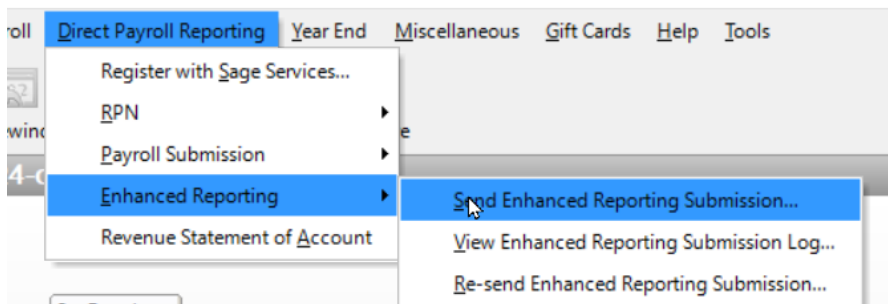 roll Direct Payroll Reporting Year End Miscellaneous Gift Cards Help Tools
Register with Sage Services...
RPN
Payroll Submission
Enhanced Reporting
Send Enhanced Reporting Submission...
Revenue Statement of Account
View Enhanced Reporting Submission Log...
Re-send Enhanced Reporting Submission...